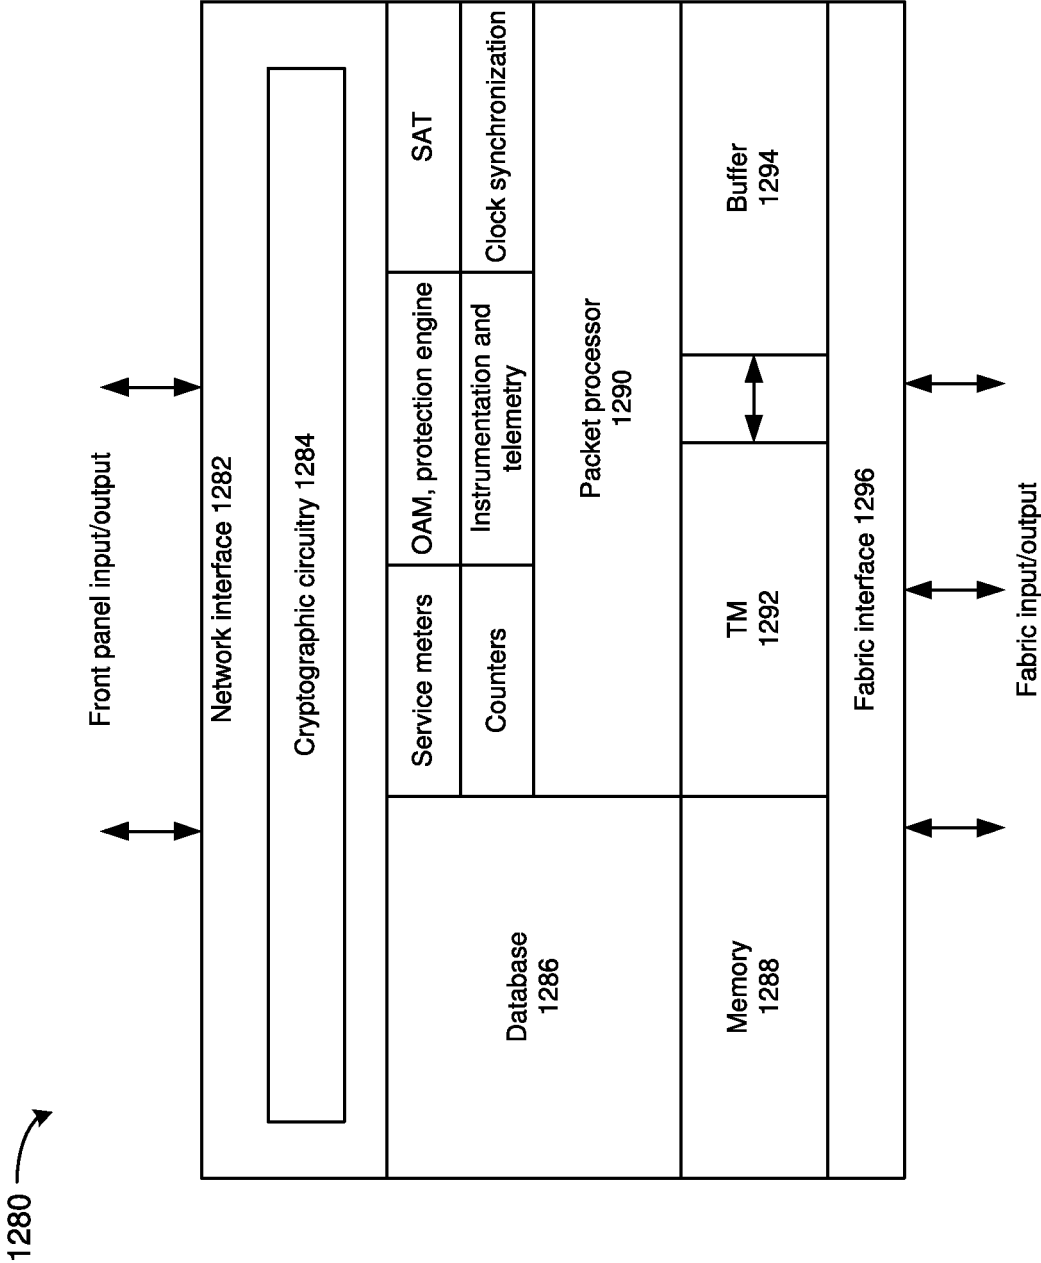 1280
Front panel input/output
Network interface 1282
Cryptographic circuitry 1284
Database
1286
Service meters
OAM, protection engine
SAT
Counters
Instrumentation and
telemetry
Clock synchronization
Packet processor
1290
Memory
1288
TM
1292
Buffer
1294
Fabric interface 1296
Fabric input/output